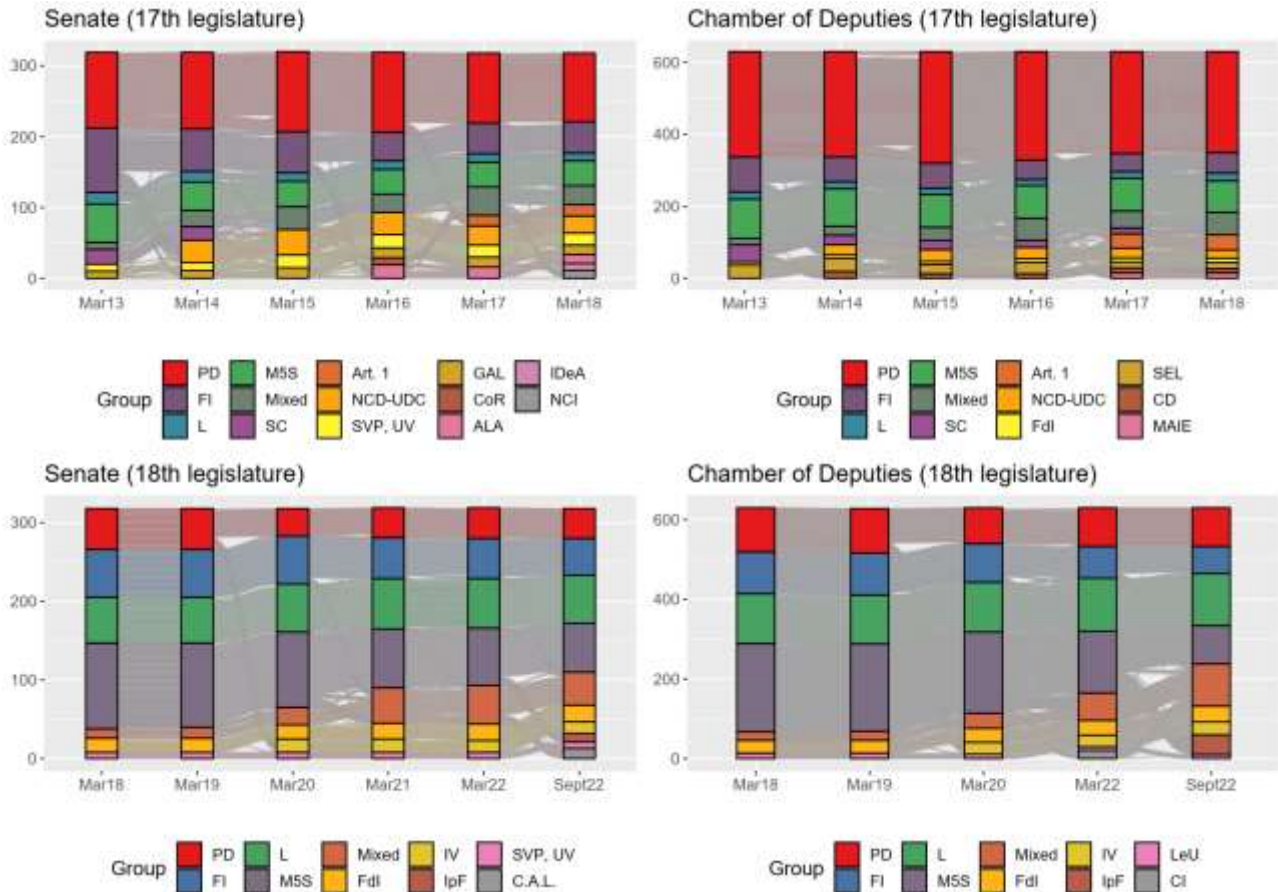 Senate (17th legislature)
300
200
100
0
Mar13 Mar14 Mar15 Mar16 Mar17 Mar18
Group
PD M5S Art. 1 GAL IDeA
FI Mixed NCD-UDC CoR NCI
L SC SVP, UV ALA
Chamber of Deputies (17th legislature)
600
400
200
0
Mar13 Mar14 Mar15 Mar16 Mar17 Mar18
Group
PD M5S Art. 1 SEL
FI Mixed NCD-UDC CD
L SC FdI MAIE
Senate (18th legislature)
300
200
100
0
Mar18 Mar19 Mar20 Mar21 Mar22 Sept22
Group
PD L Mixed IV SVP, UV
FI M5S FdI IpF C.A.L.
Chamber of Deputies (18th legislature)
600
400
200
0
Mar18 Mar19 Mar20 Mar22 Sept22
Group
PD L Mixed IV LeU
FI M5S FdI IpF CI